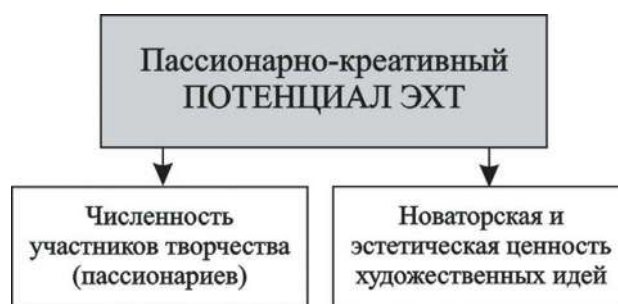 Пассионарно-креативный
ПОТЕНЦИАЛ ЭХТ
Численность
участников творчества
(пассионариев)
Новаторская и
эстетическая ценность
художественных идей